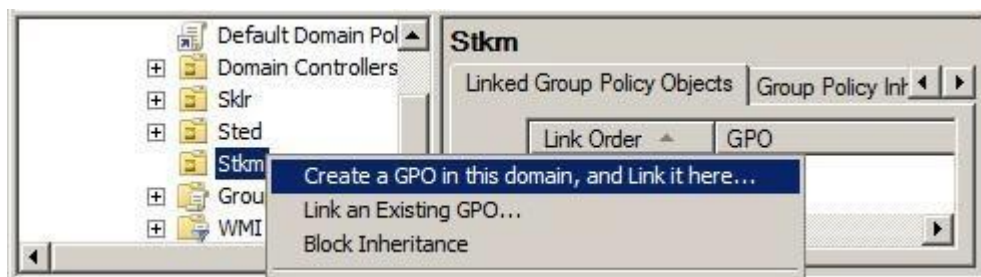 Default Domain Pol
Domain Controllers
Sklr
Sted
Stkm
Grou
WMI
Stkm
Linked Group Policy Objects
Group Policy Inh
Link Order
GPO
Create a GPO in this domain, and Link it here...
Link an Existing GPO...
Block Inheritance